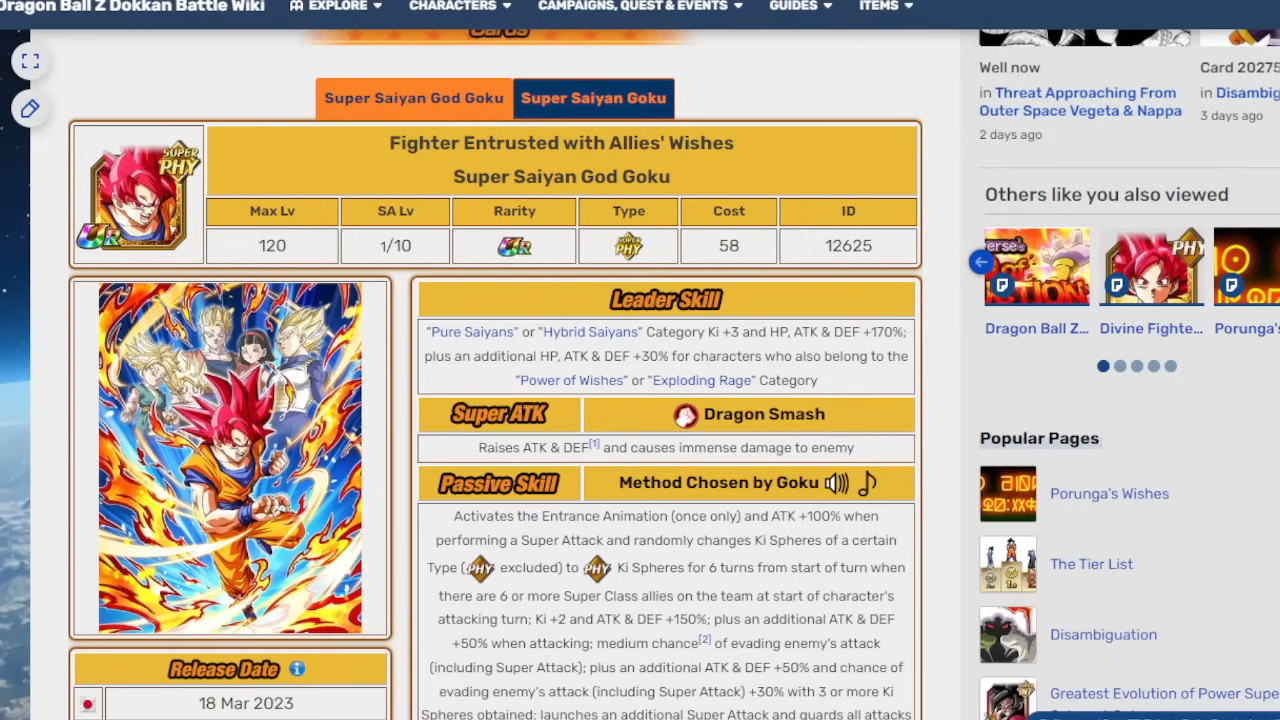 Dragon Ball Z Dokkan Battle Wiki
EXPLORE
CHARACTERS
CAMPAIGNS, QUEST & EVENTS
GUIDES
ITEMS
Cards
Super Saiyan God Goku
Super Saiyan Goku
SUPER
PHY
UR
Fighter Entrusted with Allies' Wishes
Super Saiyan God Goku
Max Lv
SA Lv
Rarity
Type
Cost
ID
120
1/10
UR
SUPER
PHY
58
12625
Leader Skill
"Pure Saiyans" or "Hybrid Saiyans" Category Ki +3 and HP, ATK & DEF +170%;
plus an additional HP, ATK & DEF +30% for characters who also belong to the
"Power of Wishes" or "Exploding Rage" Category
Super ATK
Dragon Smash
Raises ATK & DEF[1] and causes immense damage to enemy
Passive Skill
Method Chosen by Goku
Activates the Entrance Animation (once only) and ATK +100% when
performing a Super Attack and randomly changes Ki Spheres of a certain
Type (PHY excluded) to PHY Ki Spheres for 6 turns from start of turn when
there are 6 or more Super Class allies on the team at start of character's
attacking turn; Ki +2 and ATK & DEF +150%; plus an additional ATK & DEF
+50% when attacking; medium chance[2] of evading enemy's attack
(including Super Attack); plus an additional ATK & DEF +50% and chance of
evading enemy's attack (including Super Attack) +30% with 3 or more Ki
Spheres obtained; launches an additional Super Attack and guards all attacks
Release Date
18 Mar 2023
Well now
in Threat Approaching From
Outer Space Vegeta & Nappa
2 days ago
Card 20275
in Disambig
3 days ago
Others like you also viewed
PHY
Dragon Ball Z...
Divine Fighte...
Porunga's
Popular Pages
Porunga's Wishes
The Tier List
Disambiguation
Greatest Evolution of Power Supe